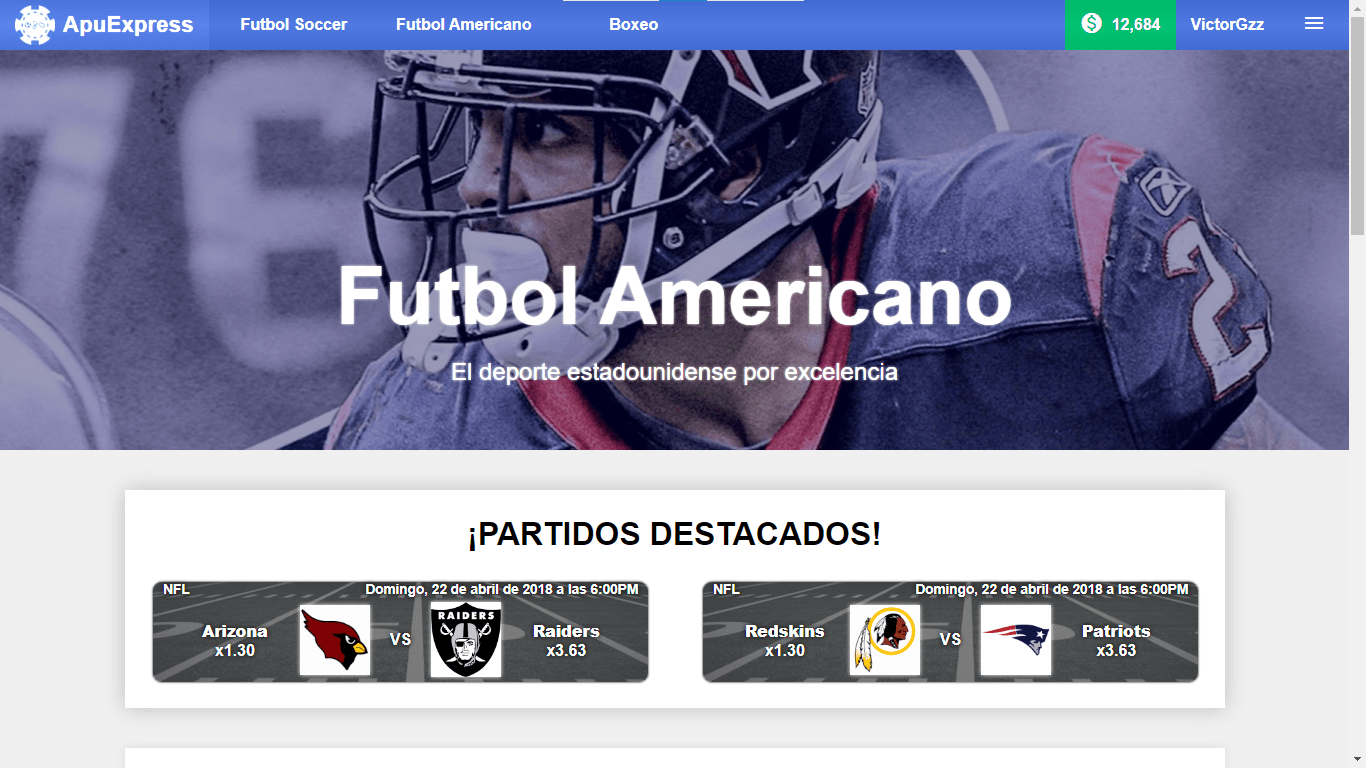 ApuExpress
Futbol Soccer
Futbol Americano
Boxeo
$ 12,684
VictorGzz
76
2
Futbol Americano
El deporte estadounidense por excelencia
¡PARTIDOS DESTACADOS!
NFL
Domingo, 22 de abril de 2018 a las 6:00PM
Arizona
x1.30
VS
RAIDERS
Raiders
x3.63
NFL
Domingo, 22 de abril de 2018 a las 6:00PM
Redskins
x1.30
VS
Patriots
x3.63